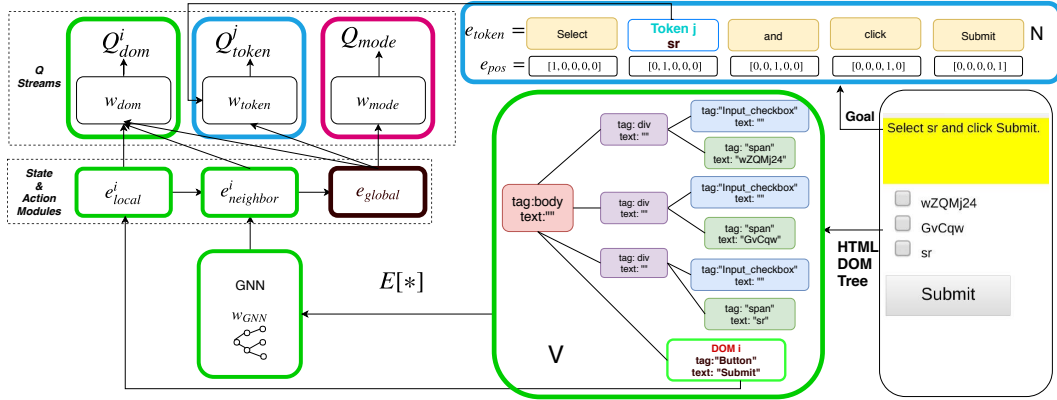 Q
Streams
Q^i_dom
Q^j_token
Q_mode
w_dom
w_token
w_mode
State
&
Action
Modules
e^i_local
e^i_neighbor
e_global
GNN
w_GNN
E[*]
e_token =
Select
Token j
sr
and
click
Submit
N
e_pos =
[1,0,0,0,0]
[0,1,0,0,0]
[0,0,1,0,0]
[0,0,0,1,0]
[0,0,0,0,1]
tag:body
text:""
tag: div
text: ""
tag:"Input_checkbox"
text: ""
tag: "span"
text: "wZQMj24"
tag: div
text: ""
tag:"Input_checkbox"
text: ""
tag: "span"
text: "GvCqw"
tag: div
text: ""
tag:"Input_checkbox"
text: ""
tag: "span"
text: "sr"
DOM i
tag:"Button"
text: "Submit"
V
Goal
HTML
DOM
Tree
Select sr and click Submit.
wZQMj24
GvCqw
sr
Submit